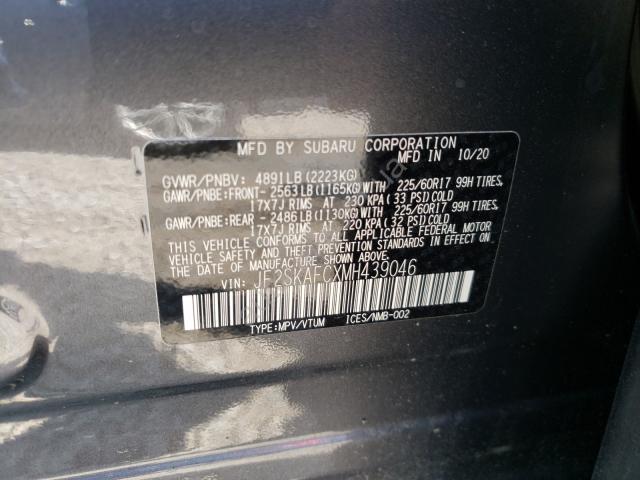 MFD BY SUBARU CORPORATION
MFD IN 10/20
GVWR/PNBV: 4891LB(2223KG)
GAWR/PNBE:FRONT- 2563LB(1165KG)WITH 225/60R17 99H TIRES,
17X7J RIMS AT 230 KPA (33 PSI)COLD
GAWR/PNBE:REAR - 2486LB(1130KG)WITH 225/60R17 99H TIRES,
17X7J RIMS AT 220 KPA (32 PSI)COLD
THIS VEHICLE CONFORMS TO ALL APPLICABLE FEDERAL MOTOR
VEHICLE SAFETY AND THEFT PREVENTION STANDARDS IN EFFECT
ON THE DATE OF MANUFACTURE SHOWN ABOVE.
VIN: JF2SKAFCXMH439046
TYPE:MPV/VTUM ICES/NMB-002